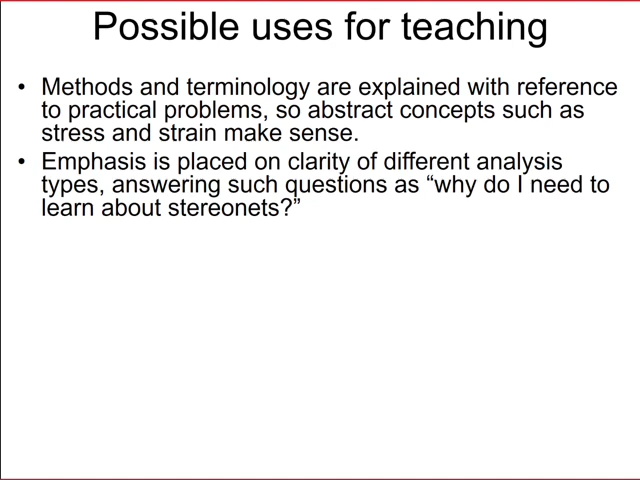 Possible uses for teaching
• Methods and terminology are explained with reference
to practical problems, so abstract concepts such as
stress and strain make sense.
• Emphasis is placed on clarity of different analysis
types, answering such questions as “why do I need to
learn about stereonets?”